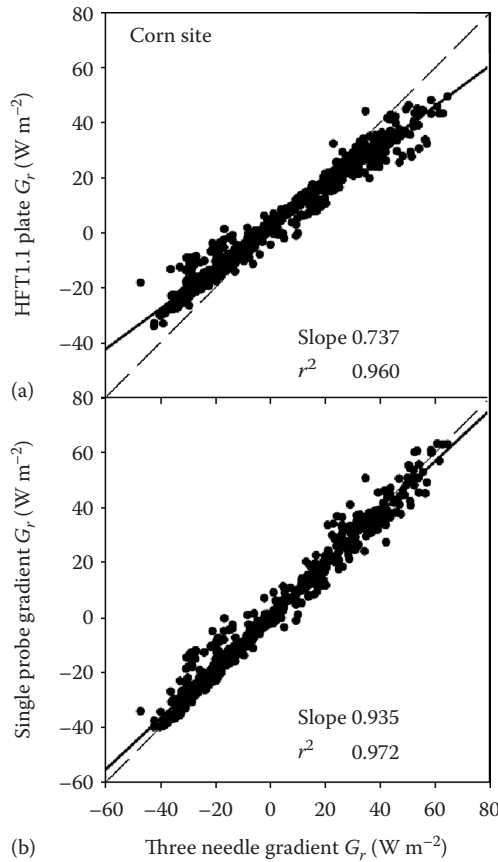 80
Corn site
60
40
20
0
−20
−40
HFT1.1 plate G_r (W m⁻²)
Slope 0.737
r² 0.960
(a)
80
60
40
20
0
−20
−40
−60
Single probe gradient G_r (W m⁻²)
Slope 0.935
r² 0.972
−60 −40 −20 0 20 40 60 80
(b)
Three needle gradient G_r (W m⁻²)